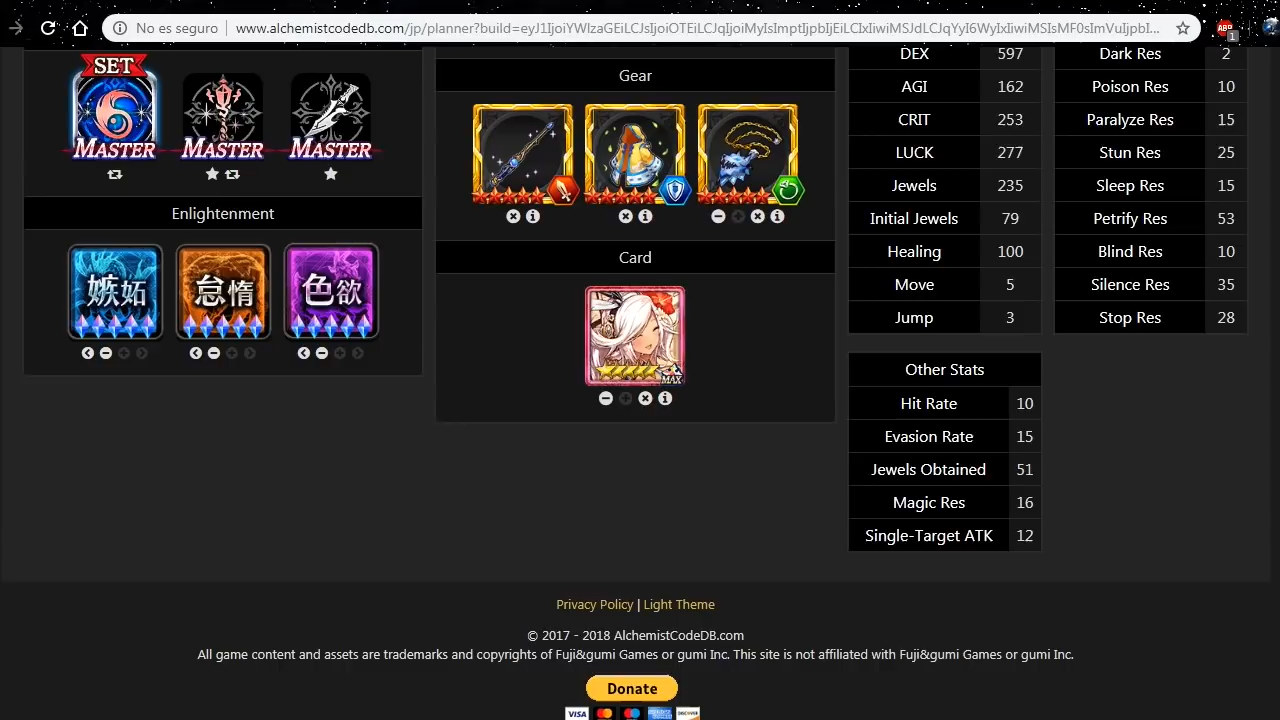 No es seguro | www.alchemistcodedb.com/jp/planner?build=eyJ1IjoiYWlzaGEiLCJsIjoiOTEiLCJqIjoiMyIsImptIjpbIjEiLCIxIiwiMSJdLCJqYyI6WyIxIiwiMSIsMF0sImVuIjpbI...
ABP
1
SET
MASTER
MASTER
MASTER
Enlightenment
嫉妬
怠惰
色欲
Gear
Card
MAX
DEX 597
AGI 162
CRIT 253
LUCK 277
Jewels 235
Initial Jewels 79
Healing 100
Move 5
Jump 3
Dark Res 2
Poison Res 10
Paralyze Res 15
Stun Res 25
Sleep Res 15
Petrify Res 53
Blind Res 10
Silence Res 35
Stop Res 28
Other Stats
Hit Rate 10
Evasion Rate 15
Jewels Obtained 51
Magic Res 16
Single-Target ATK 12
Privacy Policy | Light Theme
© 2017 - 2018 AlchemistCodeDB.com
All game content and assets are trademarks and copyrights of Fuji&gumi Games or gumi Inc. This site is not affiliated with Fuji&gumi Games or gumi Inc.
Donate
VISA
DISCOVER